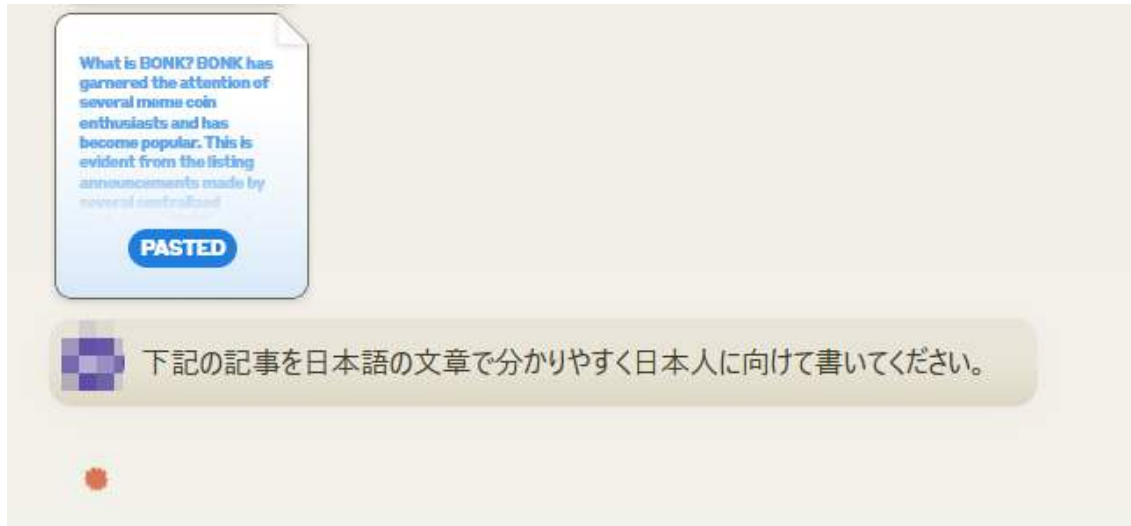 What is BONK? BONK has
garnered the attention of
several meme coin
enthusiasts and has
become popular. This is
evident from the listing
announcements made by
several centralized
PASTED
下記の記事を日本語の文章で分かりやすく日本人に向けて書いてください。